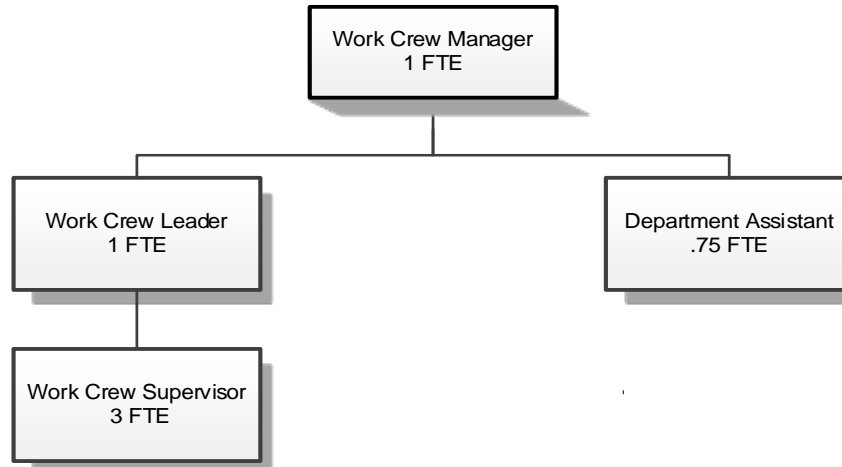 Work Crew Manager
1 FTE
Work Crew Leader
1 FTE
Department Assistant
.75 FTE
Work Crew Supervisor
3 FTE